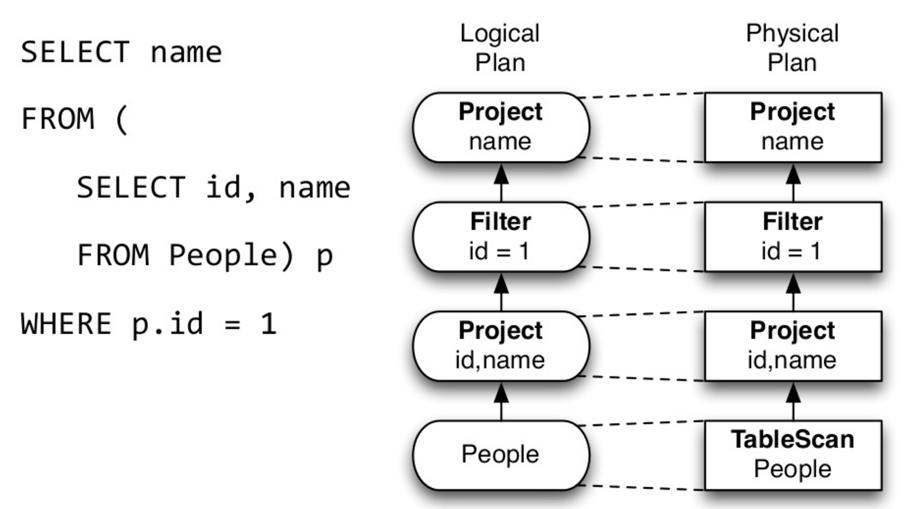 SELECT name
FROM (
SELECT id, name
FROM People) p
WHERE p.id = 1
Logical
Plan
Project
name
Filter
id = 1
Project
id,name
People
Physical
Plan
Project
name
Filter
id = 1
Project
id,name
TableScan
People